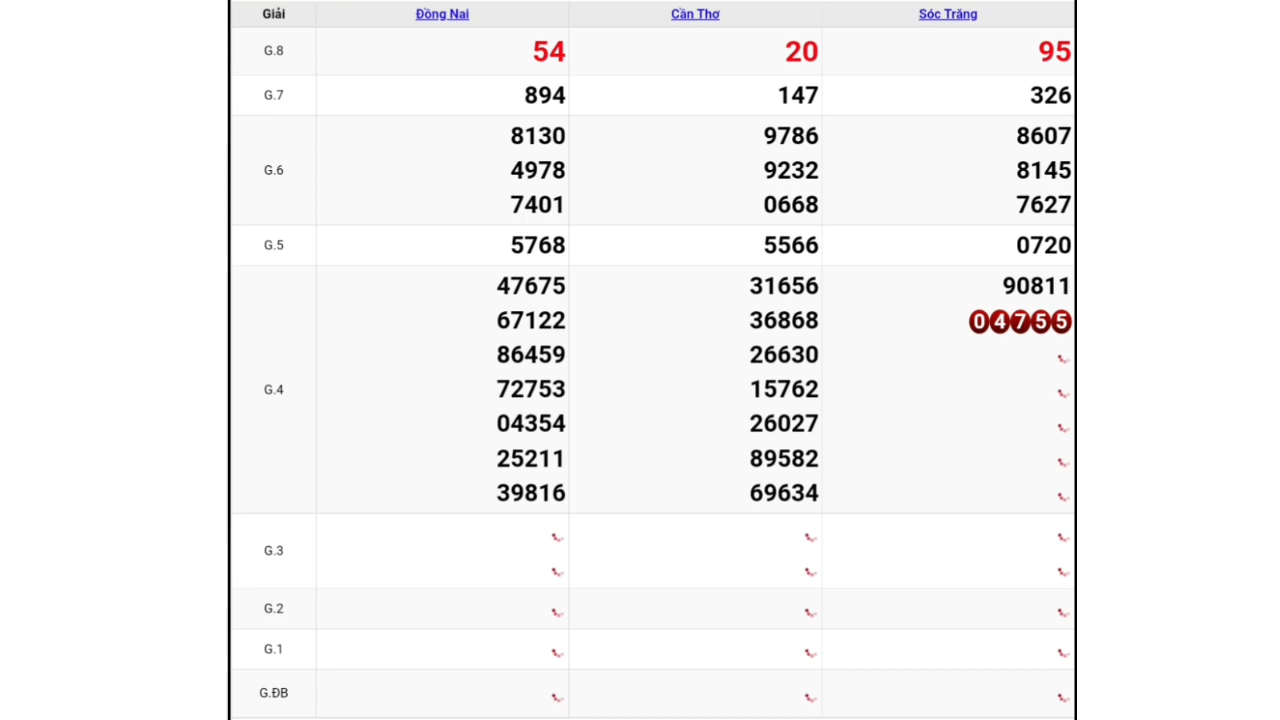 Giải Đồng Nai Cần Thơ Sóc Trăng
G.8 54 20 95
G.7 894 147 326
8130 9786 8607
G.6 4978 9232 8145
7401 0668 7627
G.5 5768 5566 0720
47675 31656 90811
67122 36868 04755
86459 26630
G.4 72753 15762
04354 26027
25211 89582
39816 69634
G.3
G.2
G.1
G.ĐB